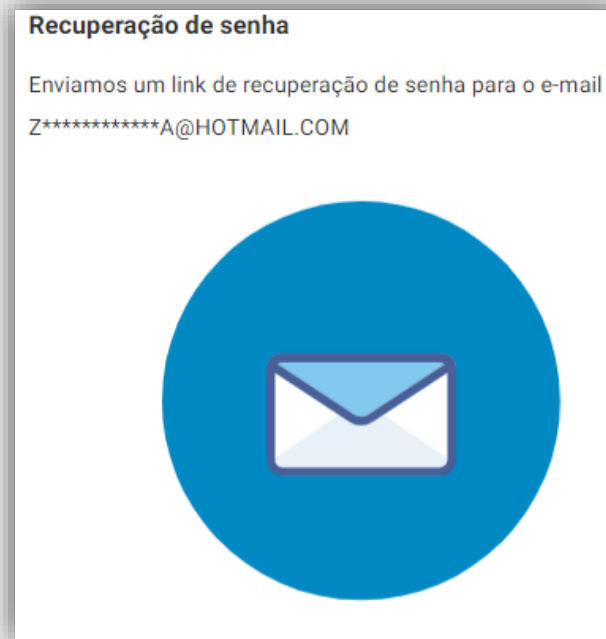 Recuperação de senha
Enviamos um link de recuperação de senha para o e-mail
Z************A@HOTMAIL.COM